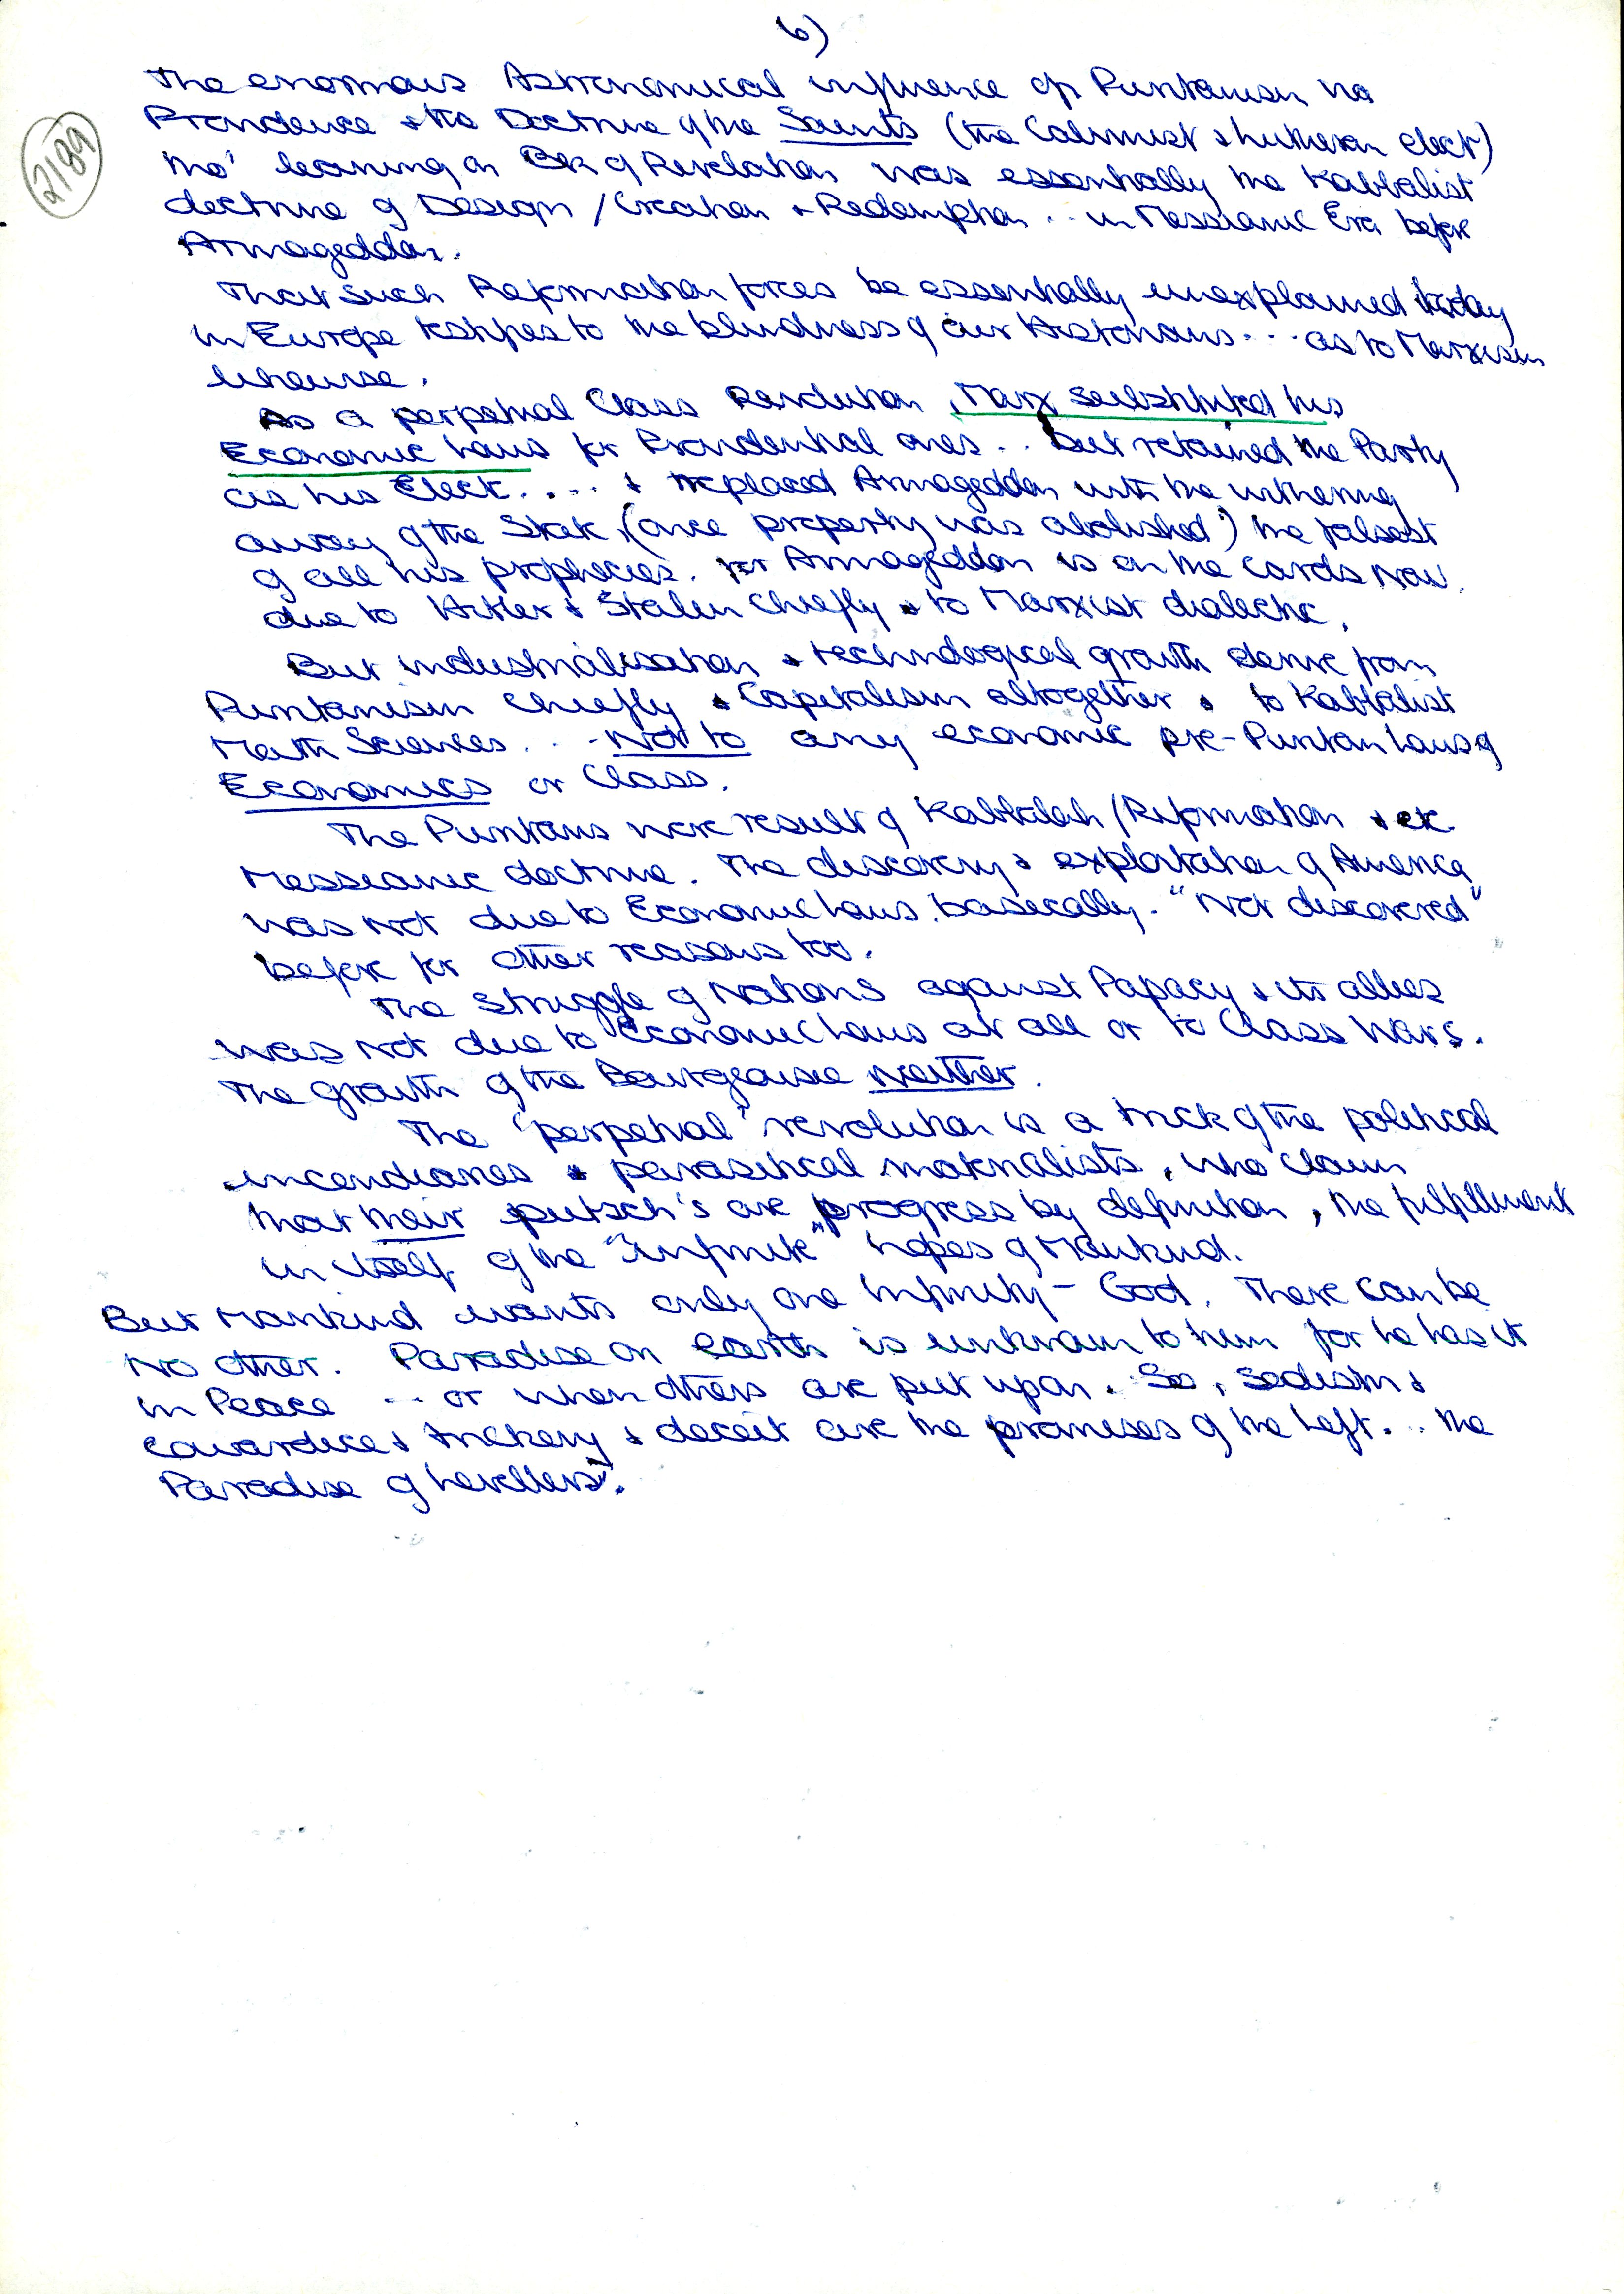 6)
2189
The enormous Astronomical influence of Puritanism via
Providence & the Doctrine of the Saints (the Calvinist & Lutheran elect)
tho' leaning on Bk of Revelation was essentially the Kabbalist
doctrine of Design / Creation & Redemption .. in Messianic Era before
Armageddon.
That such Reformation forces be essentially unexplained today
in Europe testifies to the blindness of our Historians... as to Marxism
likewise.
As a perpetual Class Revolution, Marx substituted his
Economic Laws for Providential ones .. but retained the Party
as his Elect.... & replaced Armageddon with the withering
away of the State, (once property was abolished) the falsest
of all his prophecies. For Armageddon is on the cards now.
due to Hitler & Stalin chiefly & to Marxist dialectic.
But industrialisation & technological growth derive from
Puritanism chiefly & Capitalism altogether & to Kabbalist
Math Sciences... Not to any economic pre-Puritan Laws of
Economics or Class.
The Puritans were result of Kabbalah / Reformation & etc.
Messianic doctrine. The discovery & exploitation of America
was not due to Economic Laws basically. "Not discovered"
before for other reasons too.
The Struggle of Nations against Papacy & its allies
was not due to Economic Laws at all or to Class Wars.
The growth of the Bourgeoisie neither.
The 'perpetual' revolution is a trick of the political
incendiaries & parasitical materialists, who claim
that their putsch's are progress by definition, the fulfillment
in itself of the "infinite" hopes of Mankind.
But Mankind wants only one Infinity - God. There can be
no other. Paradise on earth is unknown to him for he has it
in Peace ... or when others are put upon. So, sadism &
cowardice & trickery & deceit are the promises of the Left... the
Paradise of Levellers.